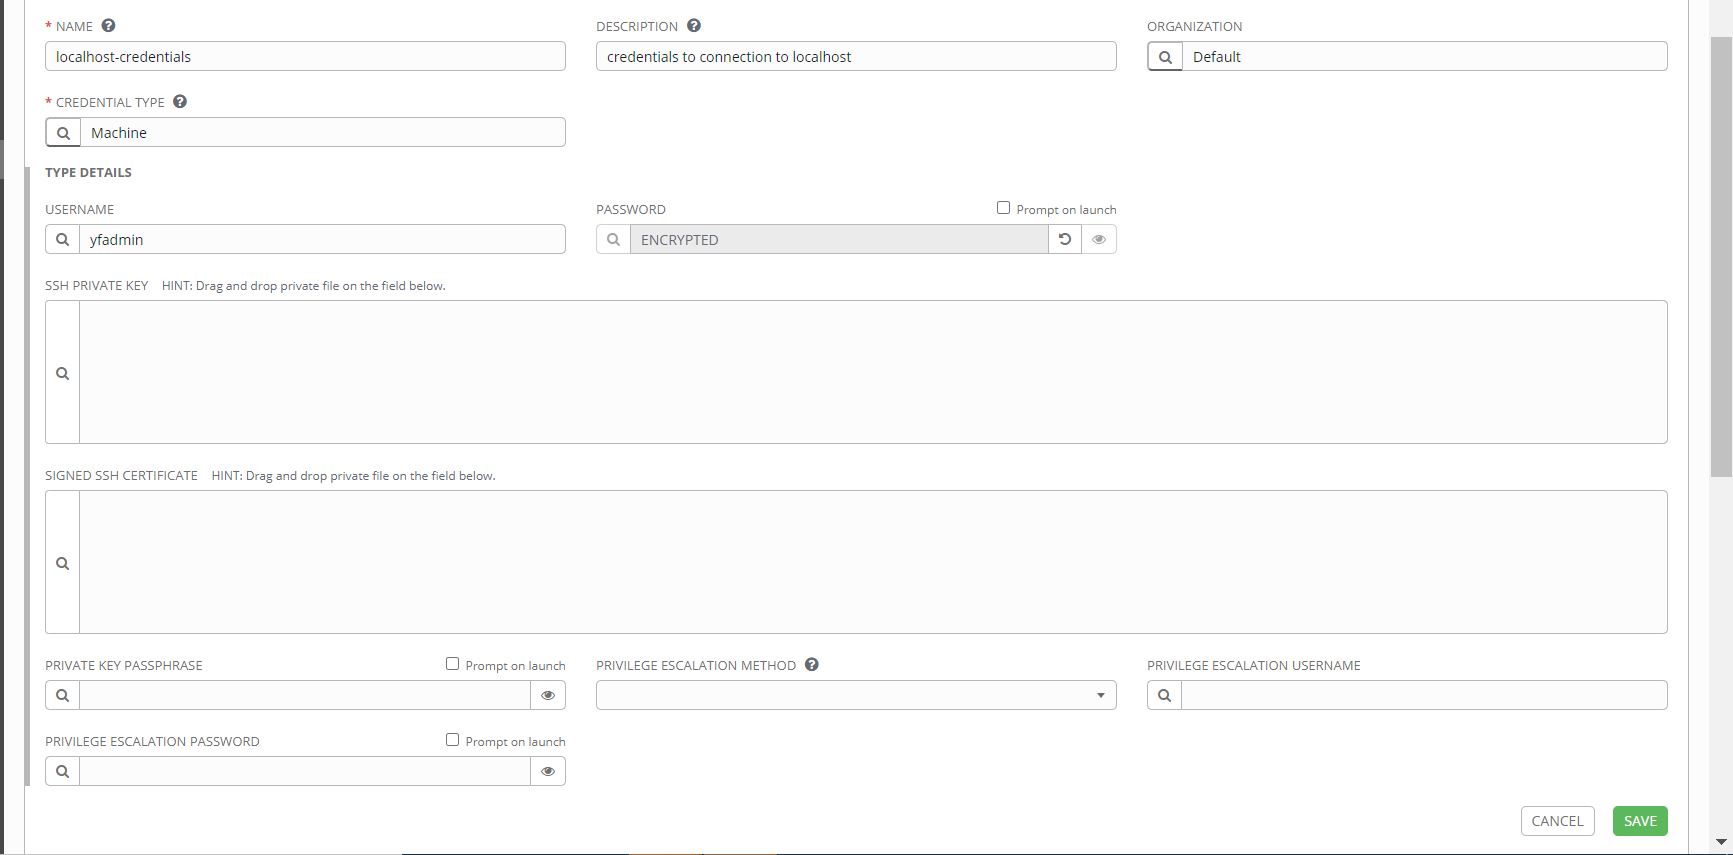 * NAME
DESCRIPTION
ORGANIZATION
localhost-credentials
credentials to connection to localhost
Default
* CREDENTIAL TYPE
Machine
TYPE DETAILS
USERNAME
PASSWORD
Prompt on launch
yfadmin
ENCRYPTED
SSH PRIVATE KEY HINT: Drag and drop private file on the field below.
SIGNED SSH CERTIFICATE HINT: Drag and drop private file on the field below.
PRIVATE KEY PASSPHRASE
Prompt on launch
PRIVILEGE ESCALATION METHOD
PRIVILEGE ESCALATION USERNAME
PRIVILEGE ESCALATION PASSWORD
Prompt on launch
CANCEL
SAVE